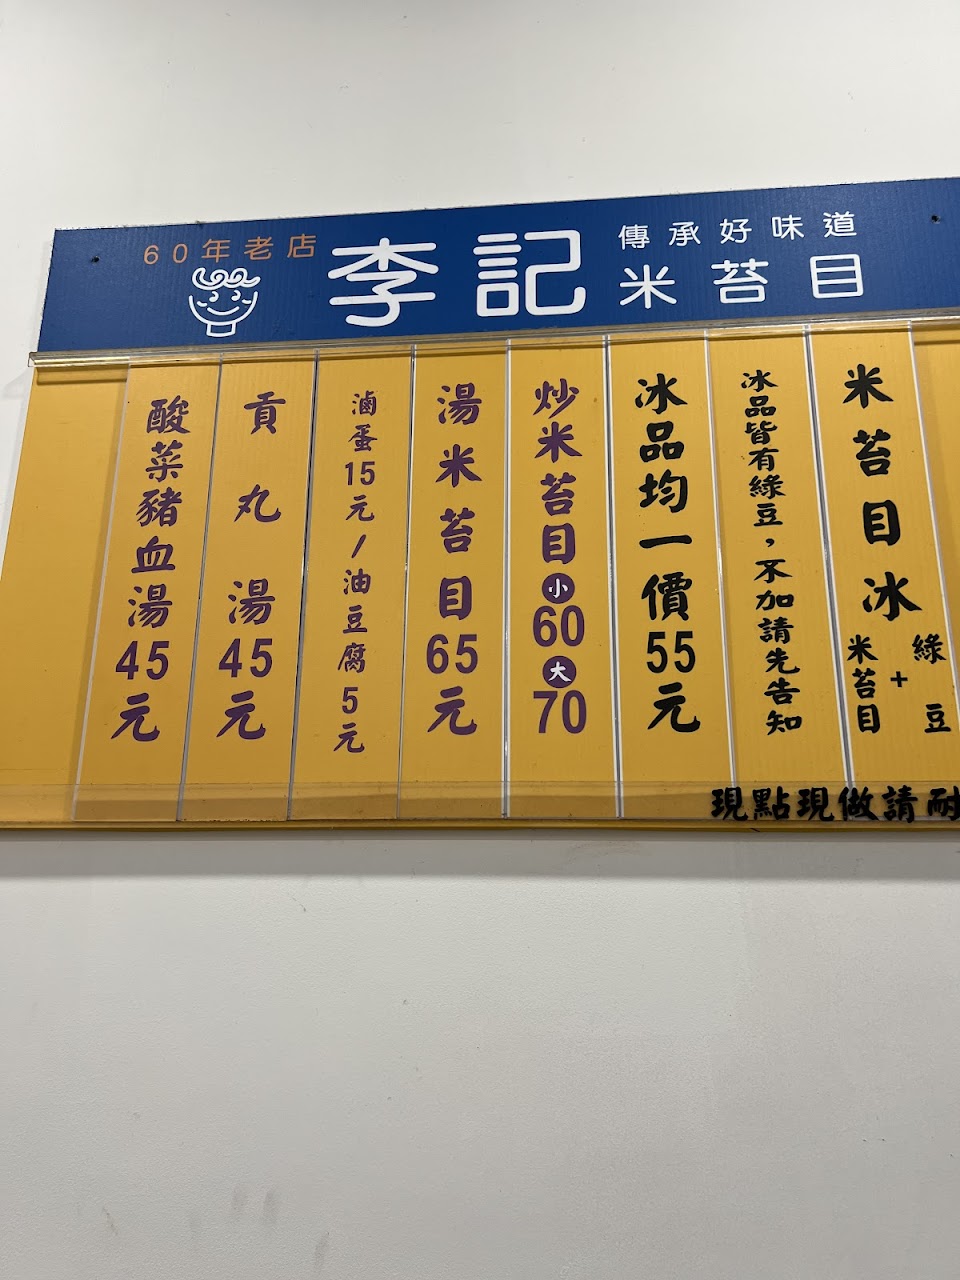 60年老店
李記
傳承好味道
米苔目
米苔目冰
綠豆
+
米苔目
冰品皆有綠豆，不加請先告知
冰品均一價55元
炒米苔目小60大70
湯米苔目65元
滷蛋15元/油豆腐5元
貢丸湯45元
酸菜豬血湯45元
現點現做請耐